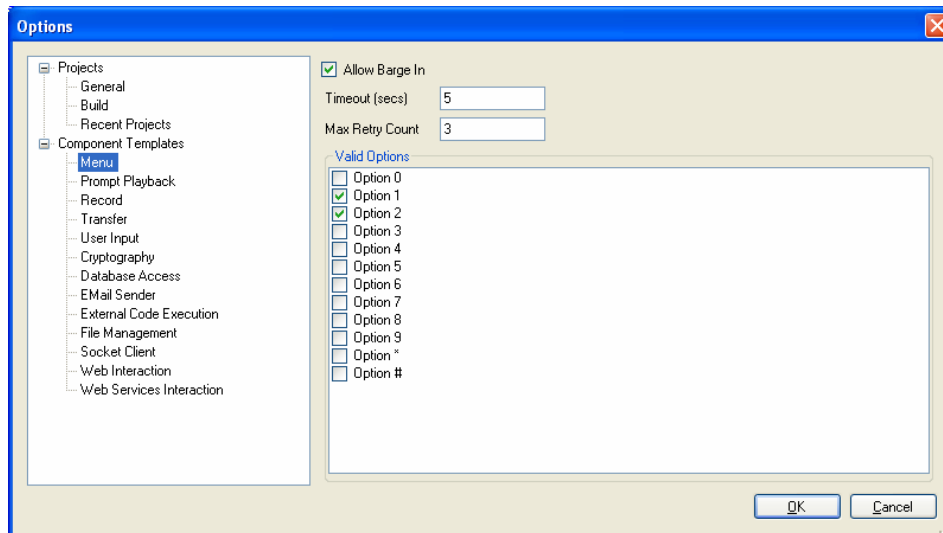 Options
Projects
General
Build
Recent Projects
Component Templates
Menu
Prompt Playback
Record
Transfer
User Input
Cryptography
Database Access
EMail Sender
External Code Execution
File Management
Socket Client
Web Interaction
Web Services Interaction
Allow Barge In
Timeout (secs) 5
Max Retry Count 3
Valid Options
Option 0
Option 1
Option 2
Option 3
Option 4
Option 5
Option 6
Option 7
Option 8
Option 9
Option *
Option #
OK Cancel